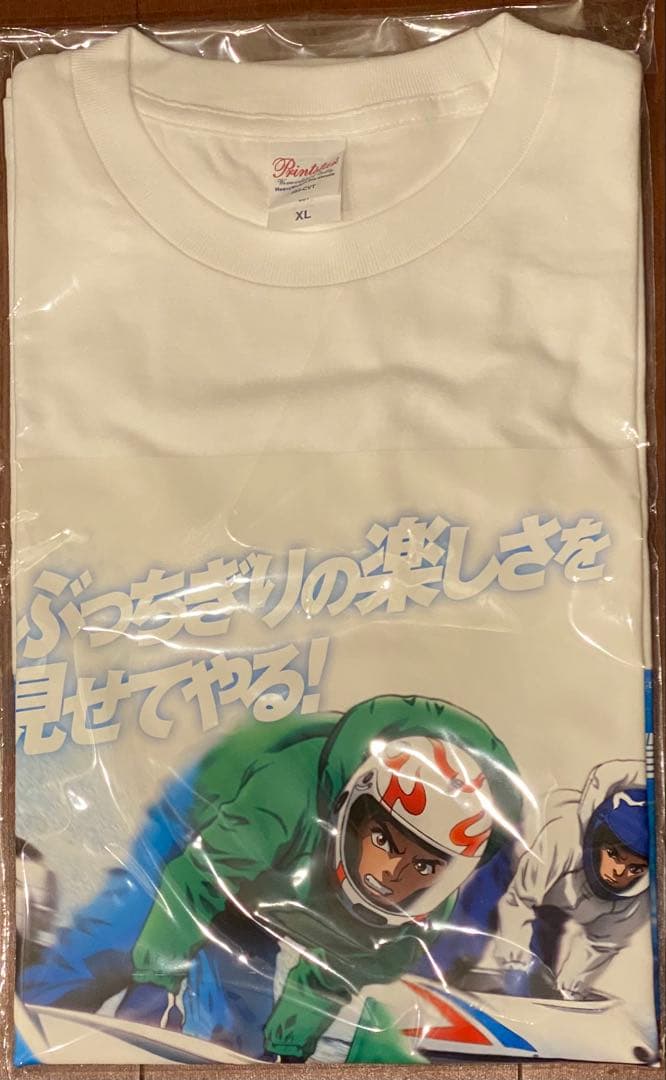 Printstar
XL
ぶっちぎりの楽しさを
見せてやる!